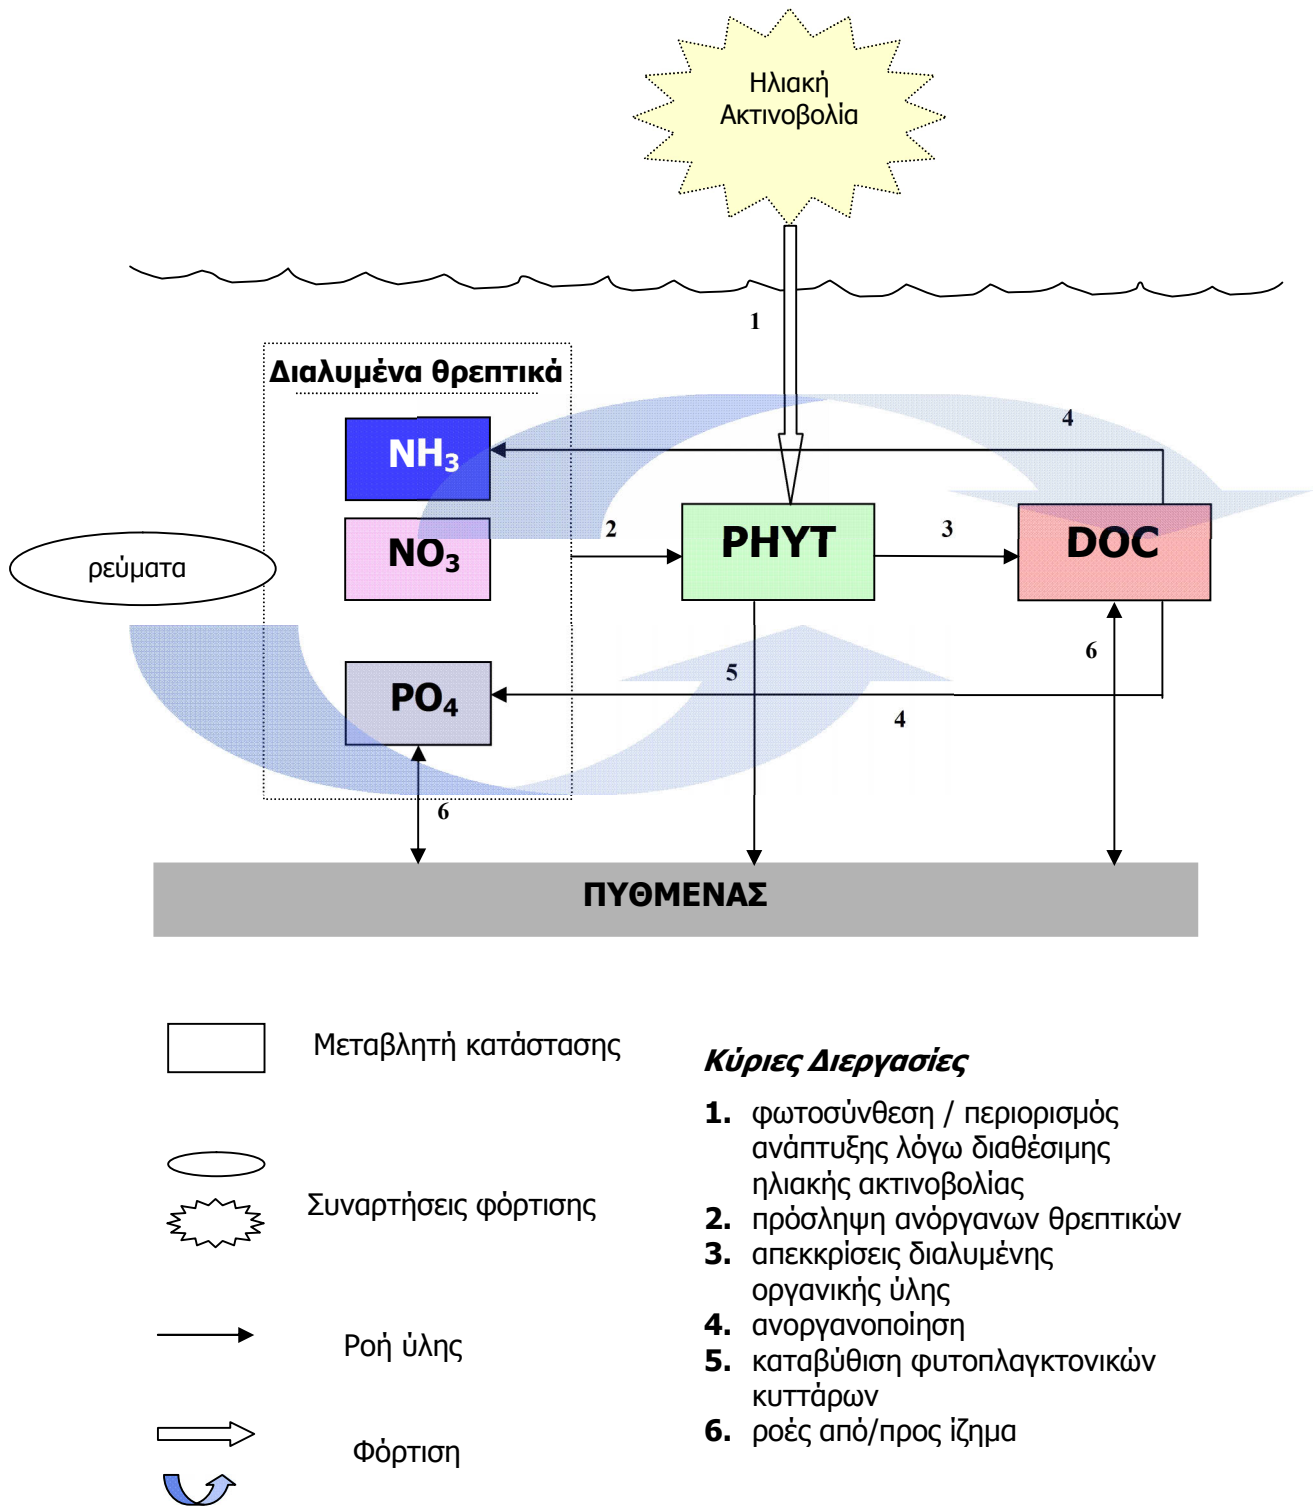 Ηλιακή
Ακτινοβολία
1
Διαλυμένα θρεπτικά
4
NH₃
2
PHYT
3
DOC
NO₃
ρεύματα
6
5
PO₄
4
6
ΠΥΘΜΕΝΑΣ
Μεταβλητή κατάστασης
Συναρτήσεις φόρτισης
Ροή ύλης
Φόρτιση
Κύριες Διεργασίες
1. φωτοσύνθεση / περιορισμός
ανάπτυξης λόγω διαθέσιμης
ηλιακής ακτινοβολίας
2. πρόσληψη ανόργανων θρεπτικών
3. απεκκρίσεις διαλυμένης
οργανικής ύλης
4. ανοργανοποίηση
5. καταβύθιση φυτοπλαγκτονικών
κυττάρων
6. ροές από/προς ίζημα